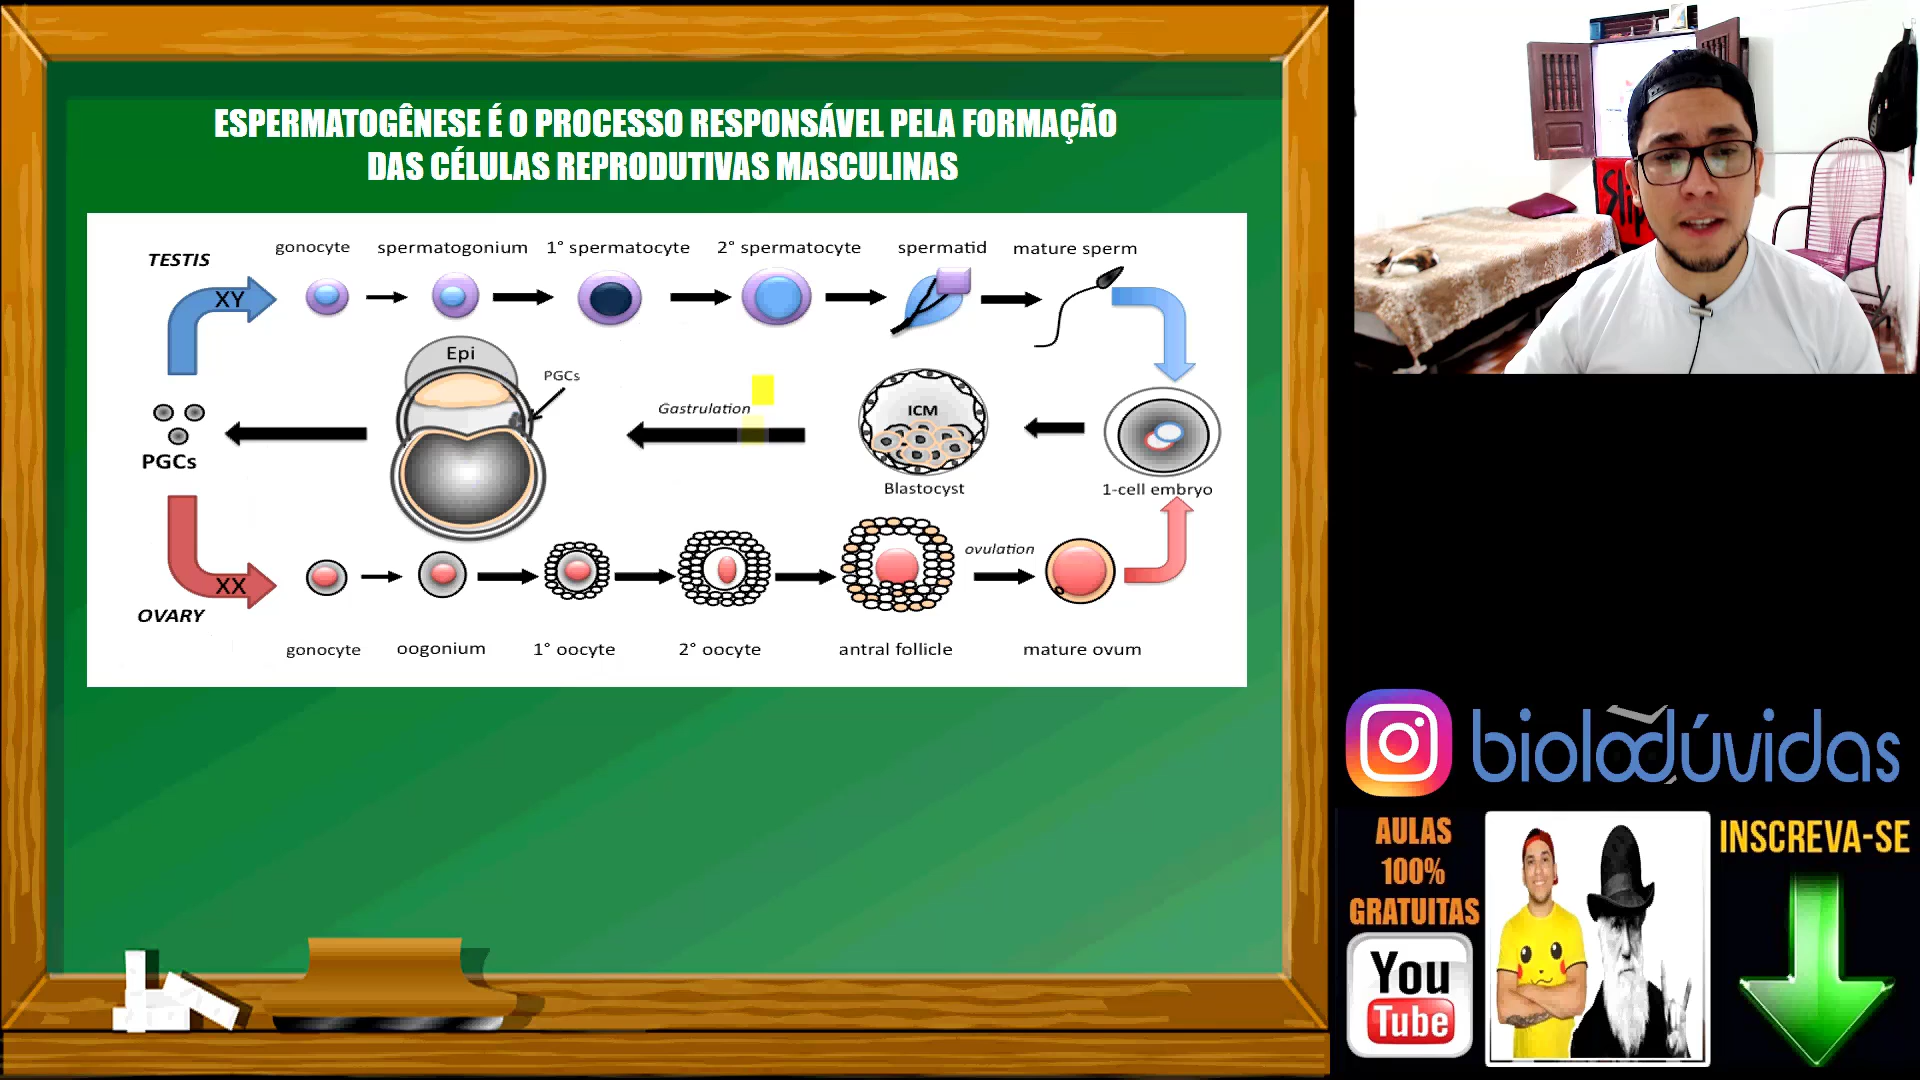 ESPERMATOGÊNESE É O PROCESSO RESPONSÁVEL PELA FORMAÇÃO
DAS CÉLULAS REPRODUTIVAS MASCULINAS
TESTIS
gonocyte
spermatogonium
1° spermatocyte
2° spermatocyte
spermatid
mature sperm
XY
Epi
PGCs
Gastrulation
ICM
Blastocyst
1-cell embryo
PGCs
XX
OVARY
ovulation
gonocyte
oogonium
1° oocyte
2° oocyte
antral follicle
mature ovum
biolodúvidas
AULAS
100%
GRATUITAS
You
Tube
INSCREVA-SE